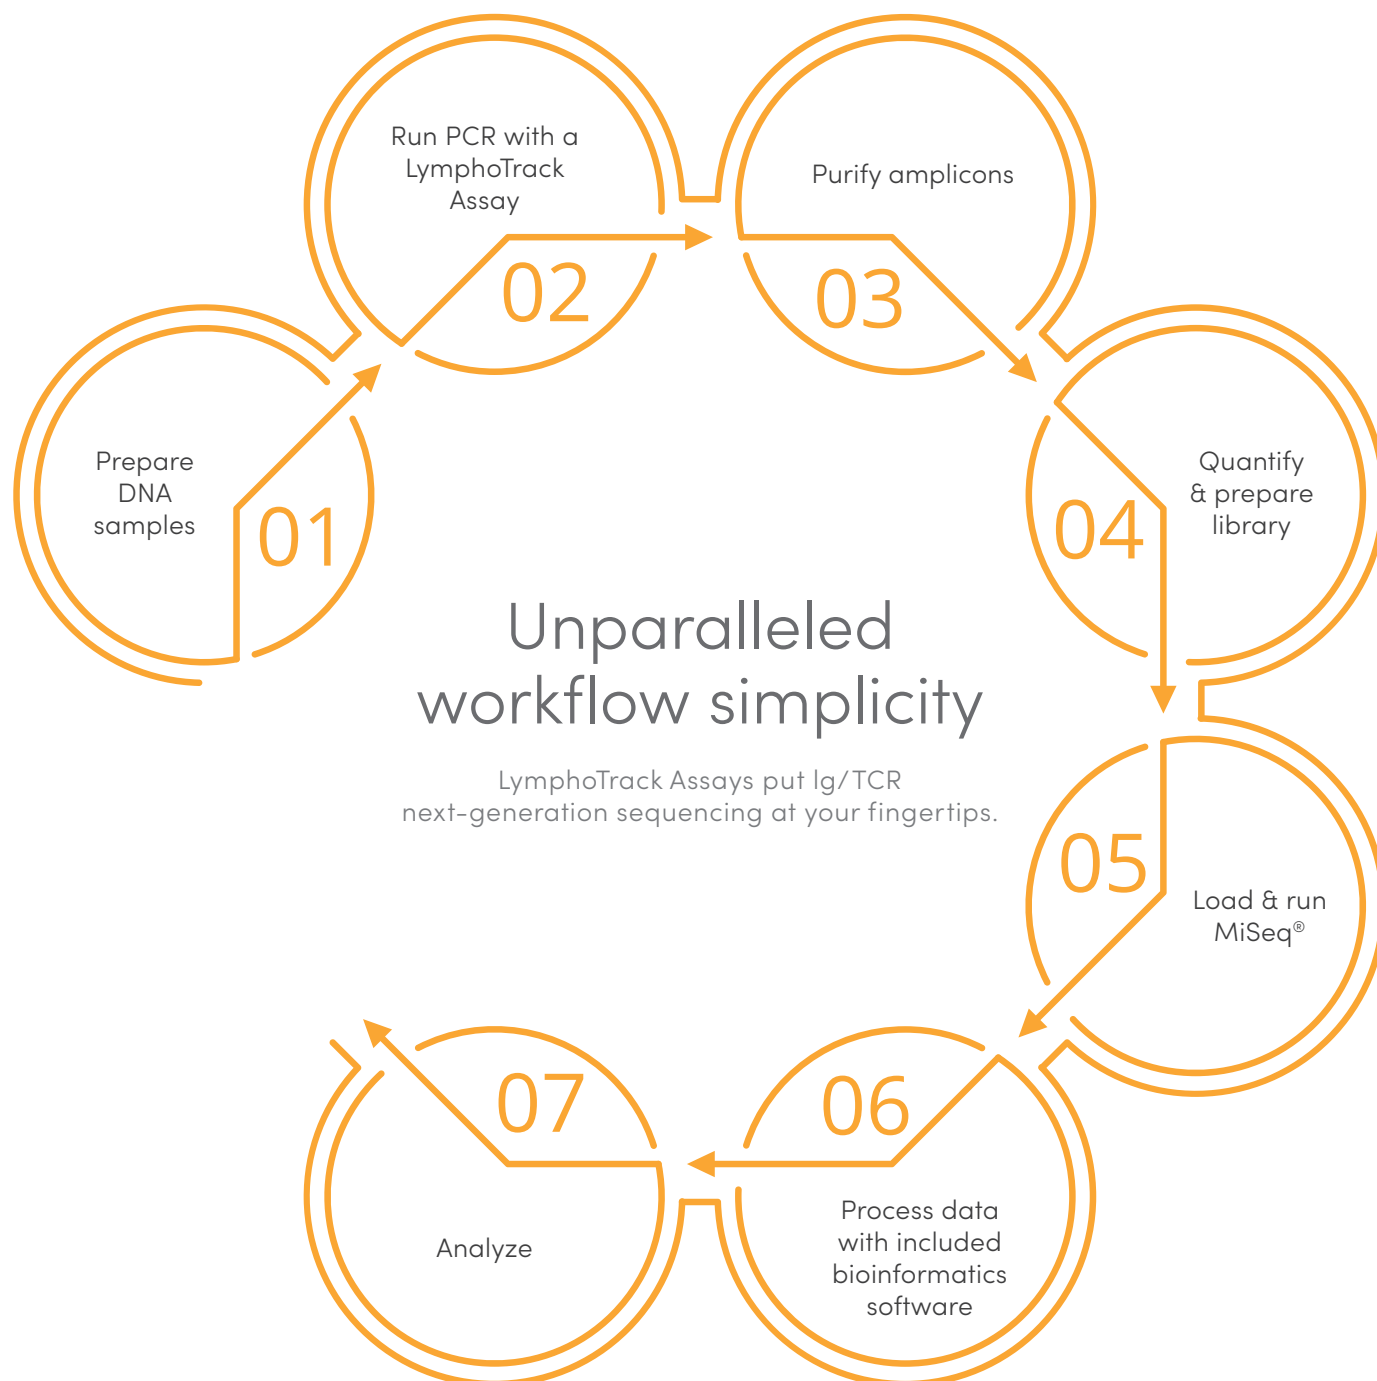 Run PCR with a
LymphoTrack
Assay
02
Purify amplicons
03
Prepare
DNA
samples
01
Quantify
& prepare
library
04
Unparalleled
workflow simplicity
LymphoTrack Assays put Ig/TCR
next-generation sequencing at your fingertips.
05
Load & run
MiSeq®
07
Analyze
06
Process data
with included
bioinformatics
software